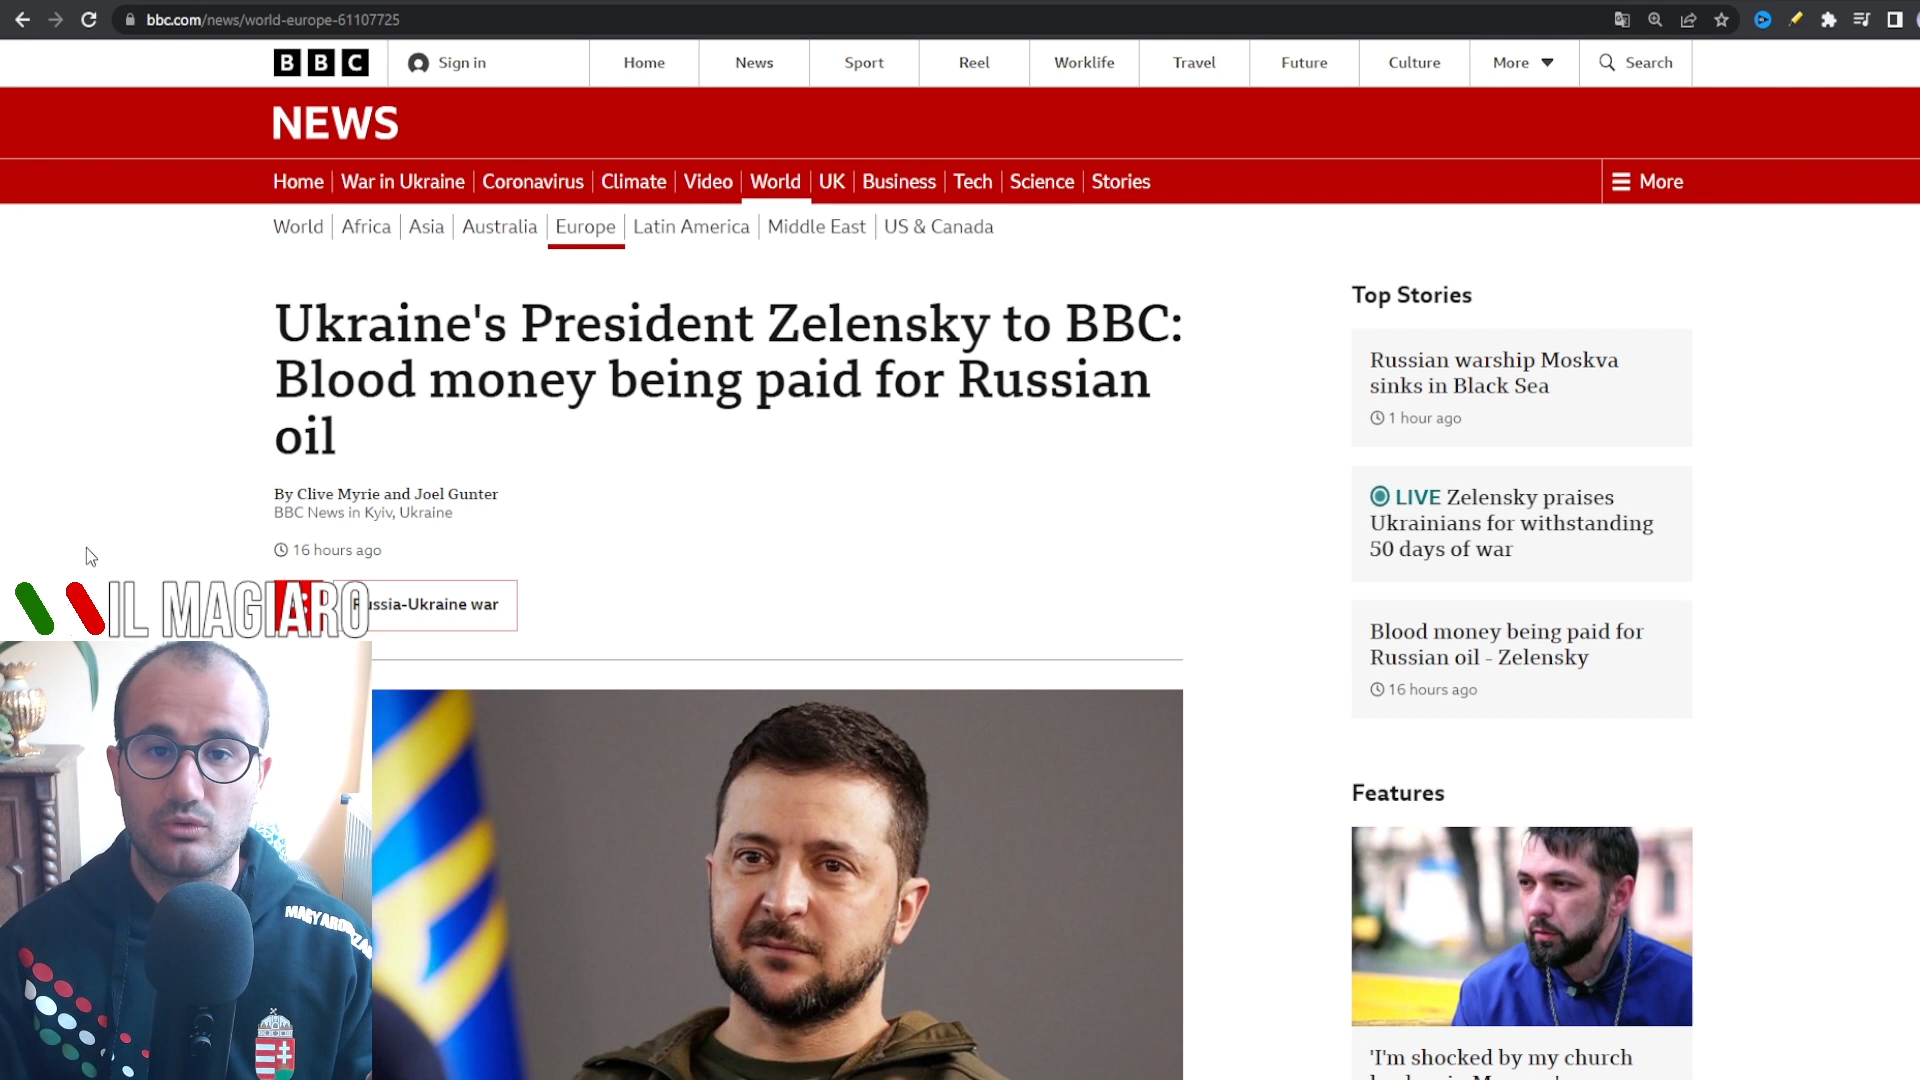 bbc.com/news/world-europe-61107725
BBC
Sign in
Home
News
Sport
Reel
Worklife
Travel
Future
Culture
More
Search
NEWS
Home
War in Ukraine
Coronavirus
Climate
Video
World
UK
Business
Tech
Science
Stories
More
World
Africa
Asia
Australia
Europe
Latin America
Middle East
US & Canada
Ukraine's President Zelensky to BBC:
Blood money being paid for Russian
oil
By Clive Myrie and Joel Gunter
BBC News in Kyiv, Ukraine
16 hours ago
IL MAGIARO
Russia-Ukraine war
Top Stories
Russian warship Moskva
sinks in Black Sea
1 hour ago
LIVE Zelensky praises
Ukrainians for withstanding
50 days of war
Blood money being paid for
Russian oil - Zelensky
16 hours ago
Features
'I'm shocked by my church